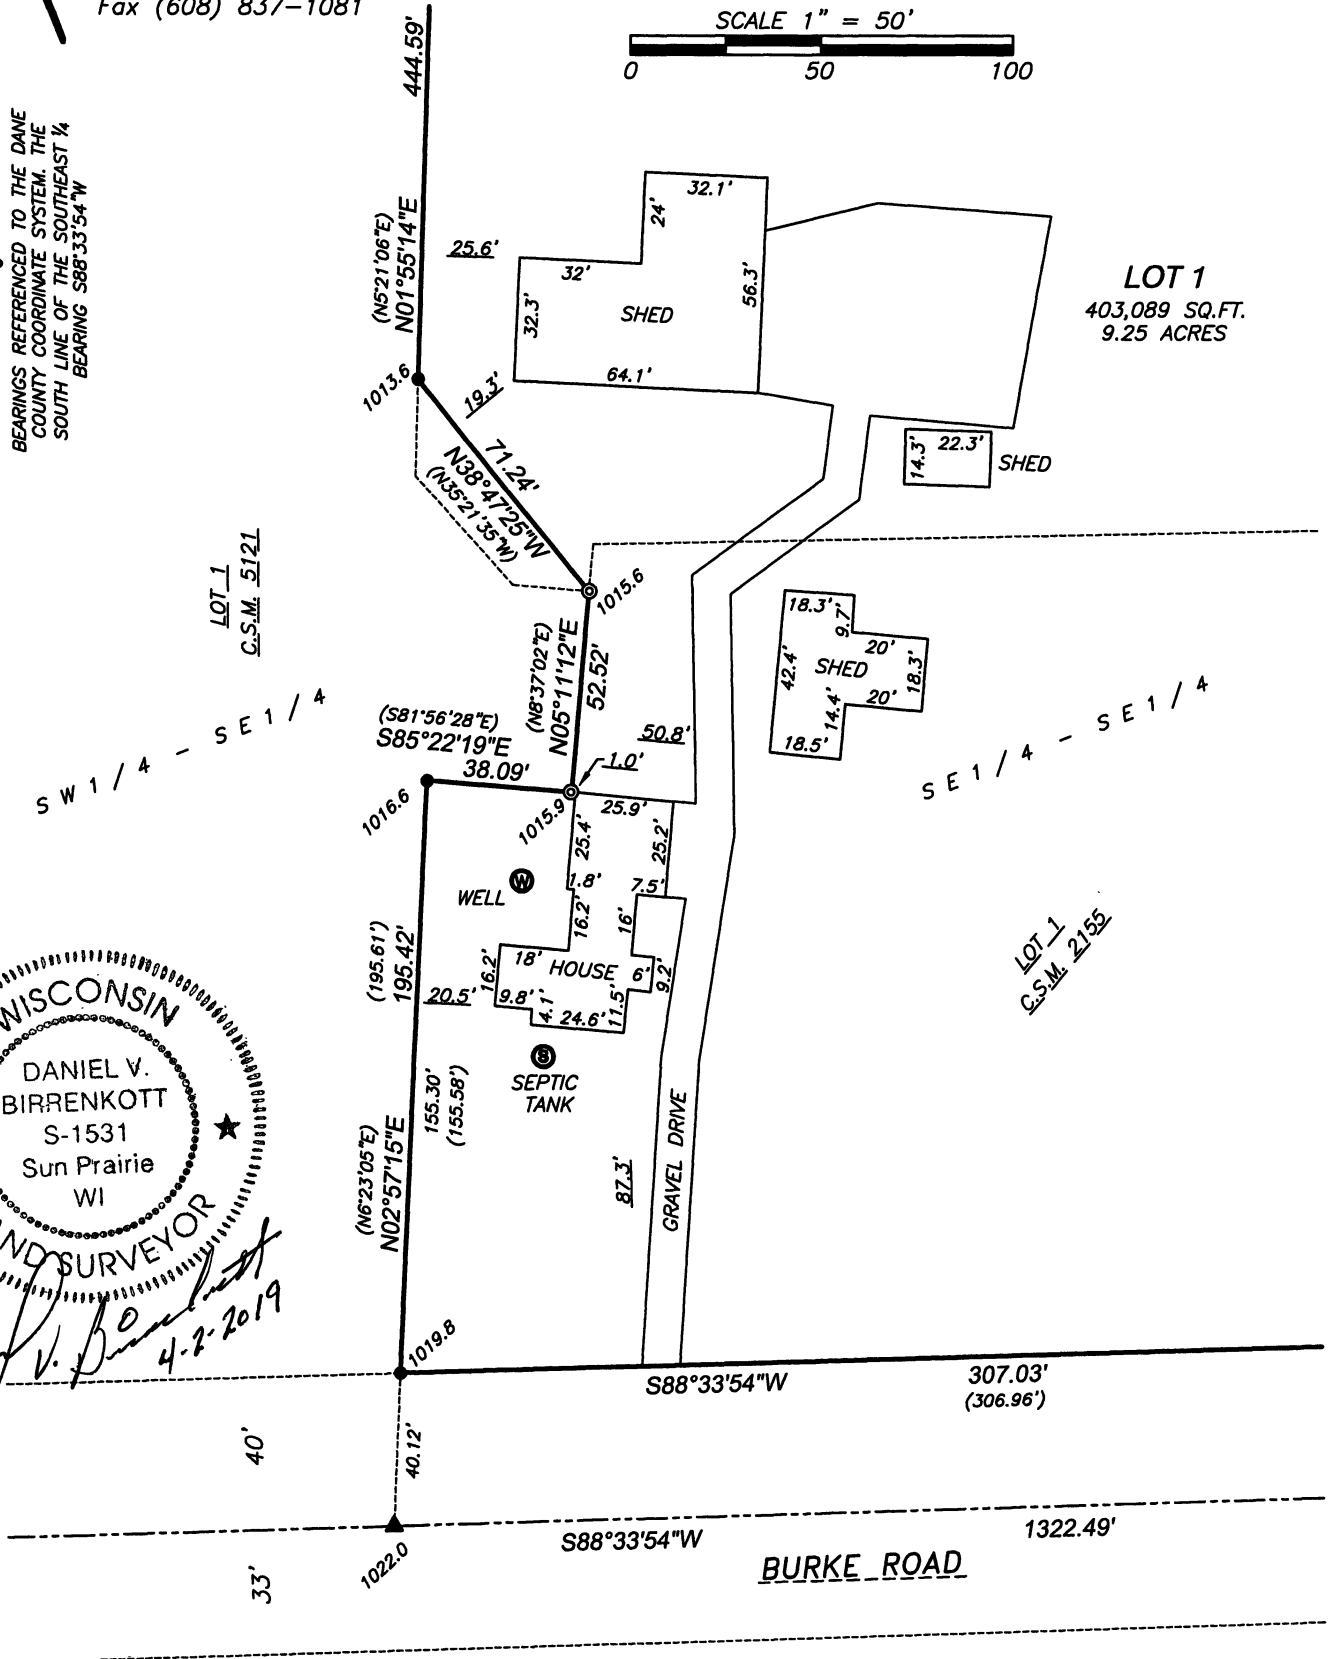 Fax (608) 837-1081
SCALE 1" = 50'
0 50 100
BEARINGS REFERENCED TO THE DANE
COUNTY COORDINATE SYSTEM. THE
SOUTH LINE OF THE SOUTHEAST ¼
BEARING S88°33'54"W
444.59'
(N5°21'06"E)
N01°55'14"E
25.6'
32.1'
24'
32'
32.3'
SHED
56.3'
64.1'
LOT 1
403,089 SQ.FT.
9.25 ACRES
1013.6
19.3'
71.24'
N38°47'25"W
(N35°21'35"W)
14.3'
22.3'
SHED
LOT 1
C.S.M. 5121
1015.6
(N8°37'02"E)
N05°11'12"E
52.52'
18.3'
9.7'
20'
42.4'
SHED
18.3'
14.4'
20'
18.5'
SW1/4 - SE1/4
SE1/4 - SE1/4
(S81°56'28"E)
S85°22'19"E
38.09'
50.8'
1.0'
1016.6
1015.9
25.9'
25.4'
25.2'
WELL
W
1.8'
7.5'
16.2'
16'
18'
HOUSE
6'
9.2'
16.2'
9.8'
4.1'
24.6'
11.5'
(195.61')
195.42'
20.5'
S
SEPTIC
TANK
LOT 1
C.S.M. 2155
155.30'
(155.58')
(N6°23'05"E)
N02°57'15"E
87.3'
GRAVEL DRIVE
WISCONSIN
DANIEL V.
BIRRENKOTT
S-1531
Sun Prairie
WI
ND SURVEYOR
V. Birrenkott
4-2-2019
1019.8
S88°33'54"W
307.03'
(306.96')
40'
40.12'
S88°33'54"W
1322.49'
1022.0
33'
BURKE ROAD